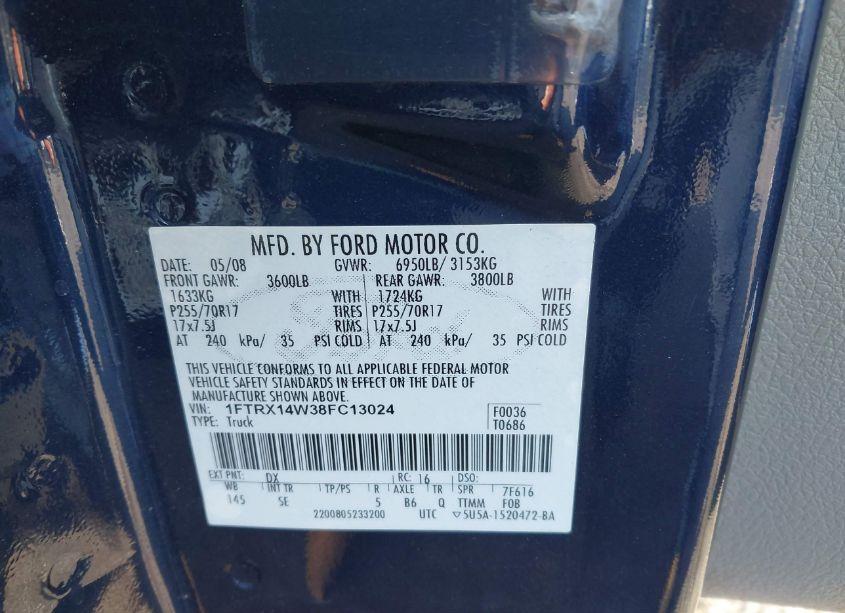 MFD. BY FORD MOTOR CO.
DATE: 05/08 GVWR: 6950LB/ 3153KG
FRONT GAWR: 3600LB REAR GAWR: 3800LB
1633KG WITH 1724KG WITH
P255/70R17 TIRES P255/70R17 TIRES
17x7.5J RIMS 17x7.5J RIMS
AT 240 kPa/ 35 PSI COLD AT 240 kPa/ 35 PSI COLD
THIS VEHICLE CONFORMS TO ALL APPLICABLE FEDERAL MOTOR
VEHICLE SAFETY STANDARDS IN EFFECT ON THE DATE OF
MANUFACTURE SHOWN ABOVE.
VIN: 1FTRX14W38FC13024 F0036
TYPE: Truck T0686
EXT PNT: DX RC: 16 DSO:
WB INT TR TP/PS R AXLE TR SPR 7F616
145 SE 5 B6 Q TTMM FOB
2200805233200 UTC ▽5U5A-1520472-BA